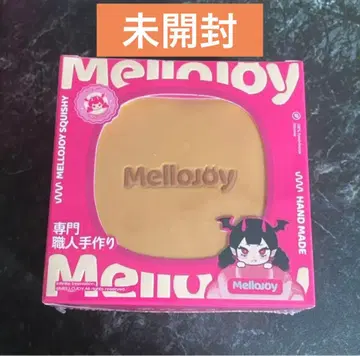 未開封
MelloJoy
MELLOJOY SQUISHY
MelloJoy
HAND MADE
専門
職人手作り
MelloJoy
MelloJoy